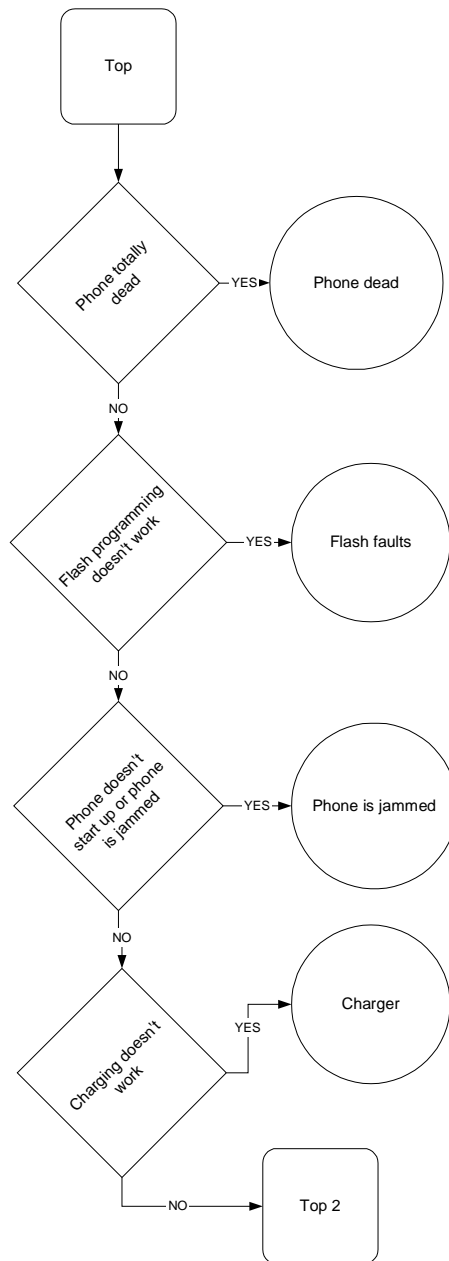 Top
Phone totally
dead
YES
Phone dead
NO
Flash programming
doesn't work
YES
Flash faults
NO
Phone doesn't
start up or phone
is jammed
YES
Phone is jammed
NO
Charging doesn't
work
YES
Charger
NO
Top 2